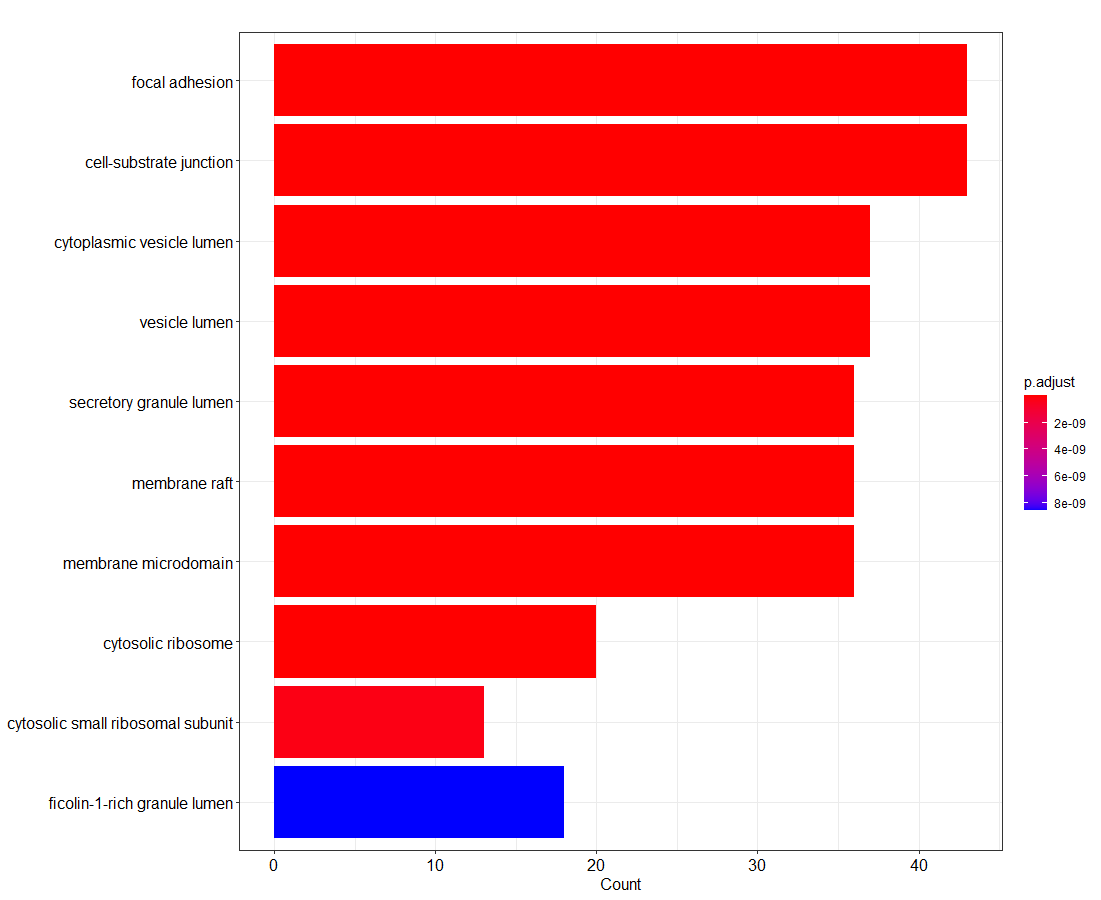 focal adhesion
cell-substrate junction
cytoplasmic vesicle lumen
vesicle lumen
secretory granule lumen
membrane raft
membrane microdomain
cytosolic ribosome
cytosolic small ribosomal subunit
ficolin-1-rich granule lumen
0 10 20 30 40
Count
p.adjust
2e-09
4e-09
6e-09
8e-09